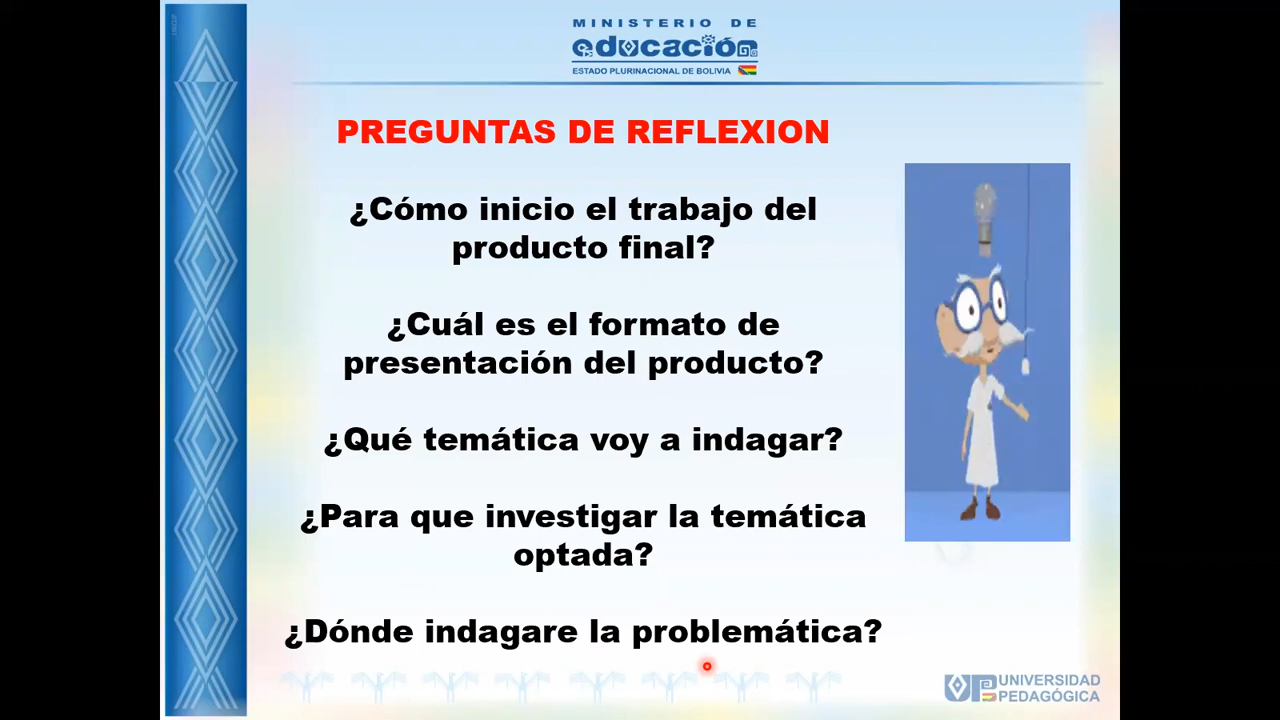 MINISTERIO DE
educación
ESTADO PLURINACIONAL DE BOLIVIA
PREGUNTAS DE REFLEXION
¿Cómo inicio el trabajo del
producto final?
¿Cuál es el formato de
presentación del producto?
¿Qué temática voy a indagar?
¿Para que investigar la temática
optada?
¿Dónde indagare la problemática?
UNIVERSIDAD
PEDAGÓGICA